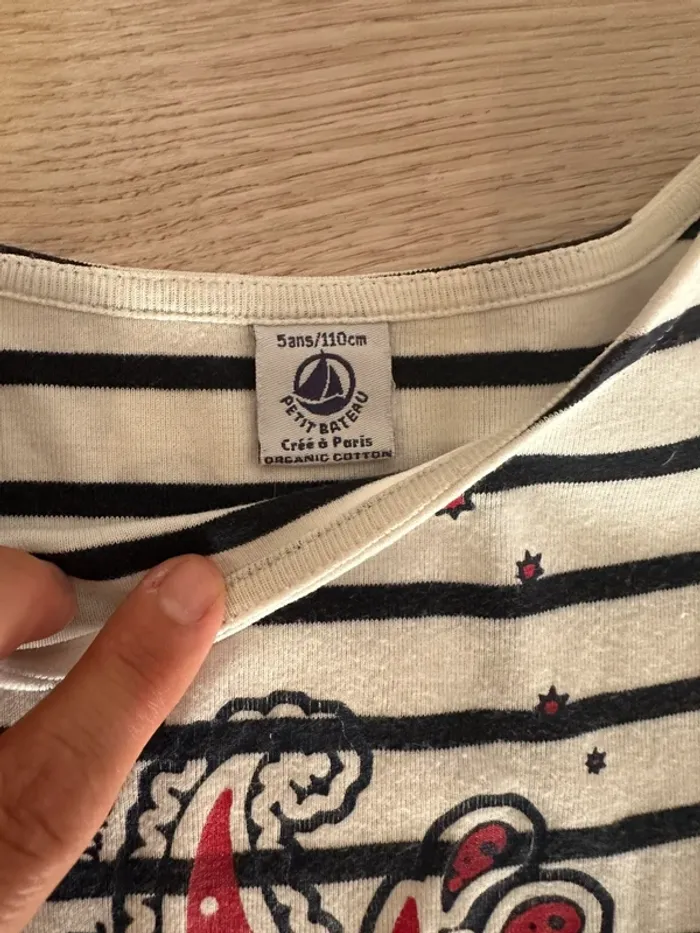 5ans/110cm
PETIT BATEAU
Créé à Paris
ORGANIC COTTON